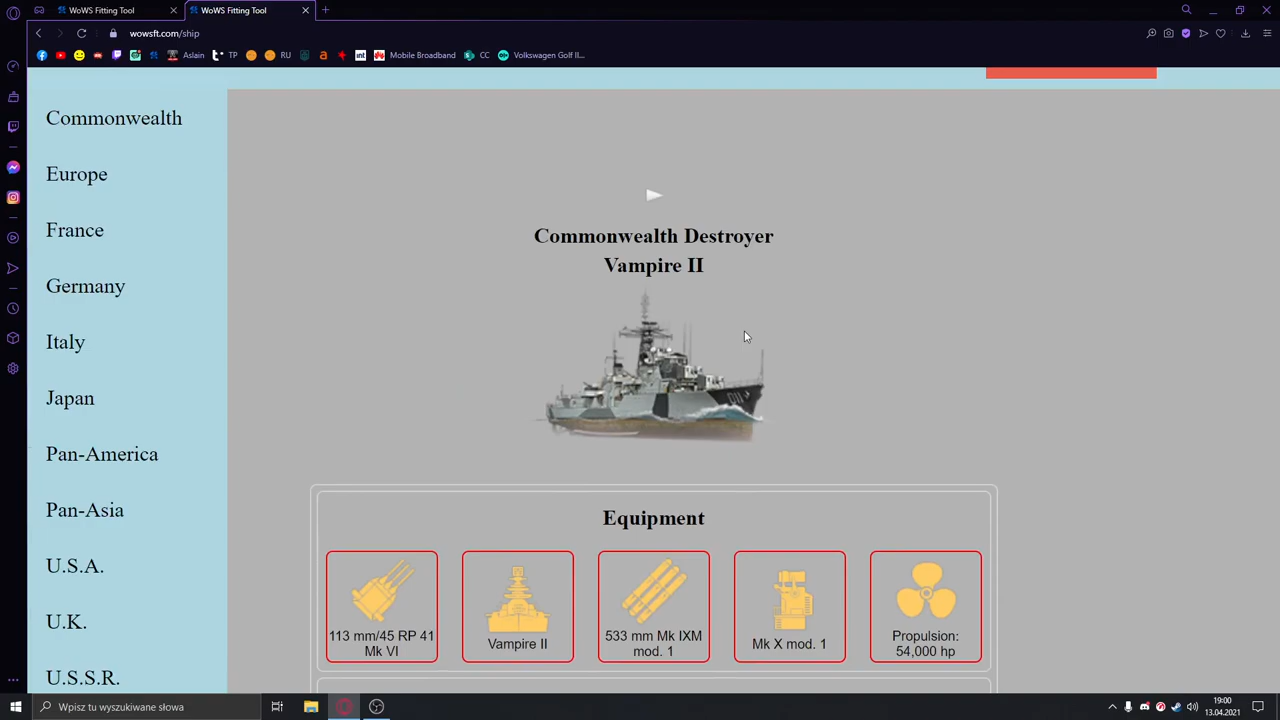 WoWS Fitting Tool
WoWS Fitting Tool
wowsft.com/ship
Aslain
TP
RU
Mobile Broadband
CC
Volkswagen Golf II...
Commonwealth
Europe
France
Germany
Italy
Japan
Pan-America
Pan-Asia
U.S.A.
U.K.
U.S.S.R.
Commonwealth Destroyer
Vampire II
Equipment
113 mm/45 RP 41
Mk VI
Vampire II
533 mm Mk IXM
mod. 1
Mk X mod. 1
Propulsion:
54,000 hp
Wpisz tu wyszukiwane słowa
19:00
13.04.2021